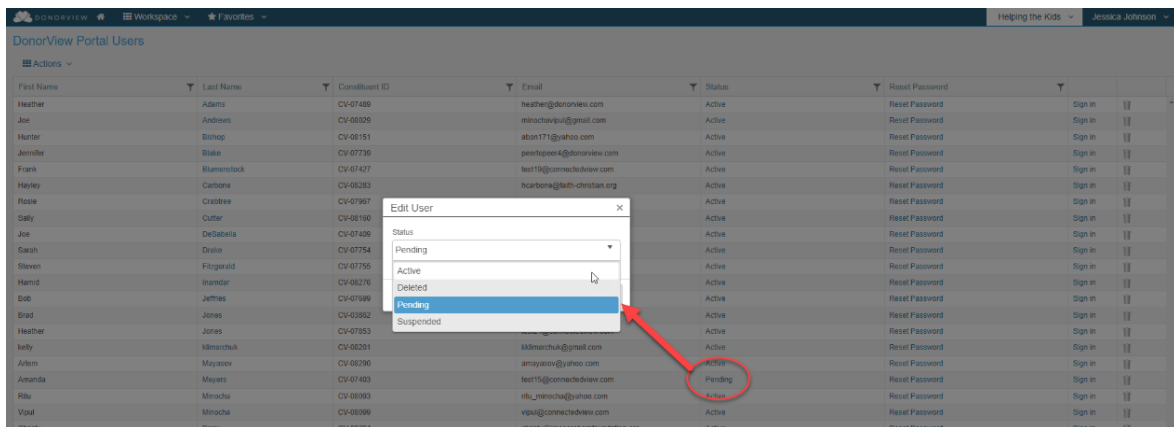 DONORVIEW Workspace Favorites Helping the Kids Jessica Johnson
DonorView Portal Users
Actions
First Name Last Name Constituent ID Email Status Reset Password
Heather Adams CV-07489 heather@donorview.com Active Reset Password Sign in
Joe Andrews CV-08029 minochavipul@gmail.com Active Reset Password Sign in
Hunter Bishop CV-08151 abon171@yahoo.com Active Reset Password Sign in
Jennifer Blake CV-07739 peertopeer4@donorview.com Active Reset Password Sign in
Frank Blumenstock CV-07427 test19@connectedview.com Active Reset Password Sign in
Hayley Carbone CV-08283 hcarbone@faith-christian.org Active Reset Password Sign in
Rosie Crabtree CV-07967 Active Reset Password Sign in
Edit User
Sally Cutter CV-08160 Active Reset Password Sign in
Joe DeSabella CV-07409 Status Active Reset Password Sign in
Sarah Drake CV-07754 Pending Active Reset Password Sign in
Steven Fitzgerald CV-07755 Active Active Reset Password Sign in
Hamid Inamdar CV-08276 Deleted Active Reset Password Sign in
Bob Jeffries CV-07699 Pending Active Reset Password Sign in
Brad Jones CV-03862 Suspended Active Reset Password Sign in
Heather Jones CV-07853 Active Reset Password Sign in
kelly klimarchuk CV-08201 kklimarchuk@gmail.com Active Reset Password Sign in
Artem Mayasov CV-08290 amayasov@yahoo.com Active Reset Password Sign in
Amanda Meyers CV-07403 test15@connectedview.com Pending Reset Password Sign in
Ritu Minocha CV-08093 ritu_minocha@yahoo.com Active Reset Password Sign in
Vipul Minocha CV-08099 vipul@connectedview.com Active Reset Password Sign in